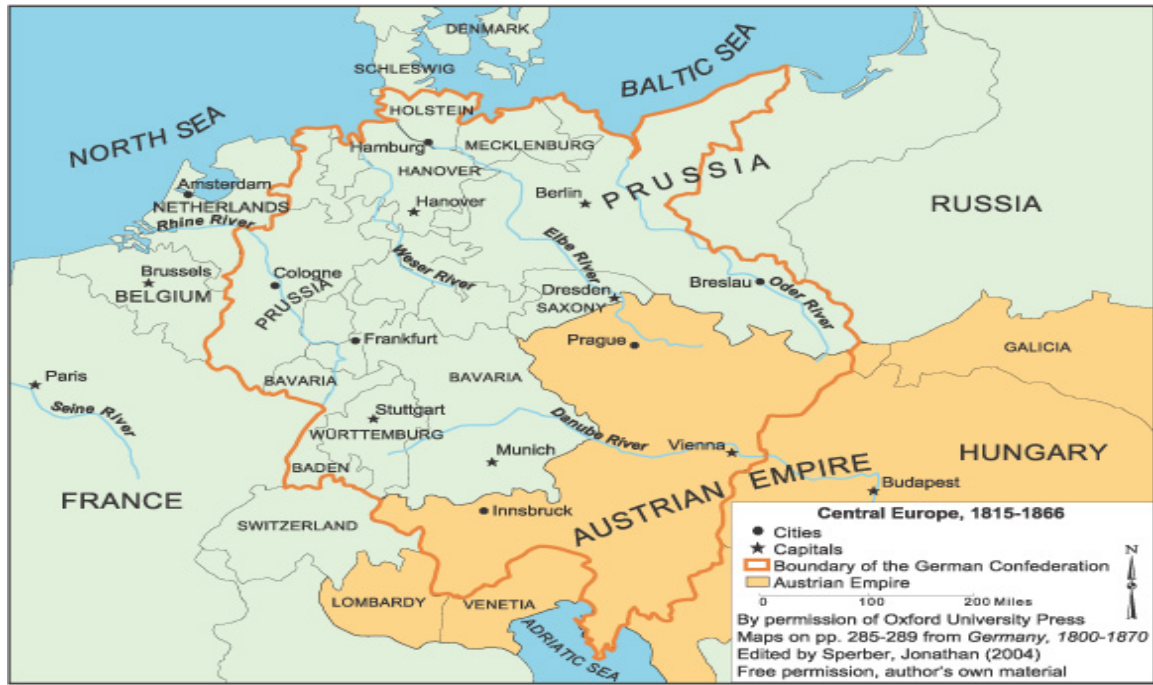 DENMARK
SCHLESWIG
BALTIC SEA
NORTH SEA
HOLSTEIN
Hamburg
MECKLENBURG
HANOVER
PRUSSIA
Amsterdam
NETHERLANDS
Hanover
Berlin
RUSSIA
Rhine River
Elbe River
Weser River
Brussels
BELGIUM
Cologne
PRUSSIA
Dresden
SAXONY
Breslau
Oder River
Frankfurt
Prague
GALICIA
Paris
Seine River
BAVARIA
BAVARIA
Stuttgart
WÜRTTEMBURG
Danube River
Vienna
HUNGARY
BADEN
Munich
Budapest
FRANCE
AUSTRIAN EMPIRE
SWITZERLAND
Innsbruck
LOMBARDY
VENETIA
ADRIATIC SEA
Central Europe, 1815-1866
Cities
Capitals
Boundary of the German Confederation
Austrian Empire
N
0 100 200 Miles
By permission of Oxford University Press
Maps on pp. 285-289 from Germany, 1800-1870
Edited by Sperber, Jonathan (2004)
Free permission, author's own material